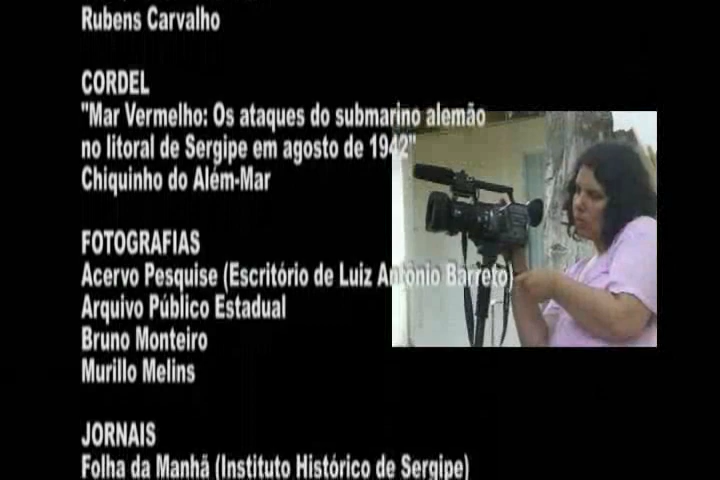 Rubens Carvalho
CORDEL
"Mar Vermelho: Os ataques do submarino alemão
no litoral de Sergipe em agosto de 1942"
Chiquinho do Além-Mar
FOTOGRAFIAS
Acervo Pesquise (Escritório de Luiz Antônio Barreto)
Arquivo Público Estadual
Bruno Monteiro
Murillo Melins
JORNAIS
Folha da Manhã (Instituto Histórico de Sergipe)